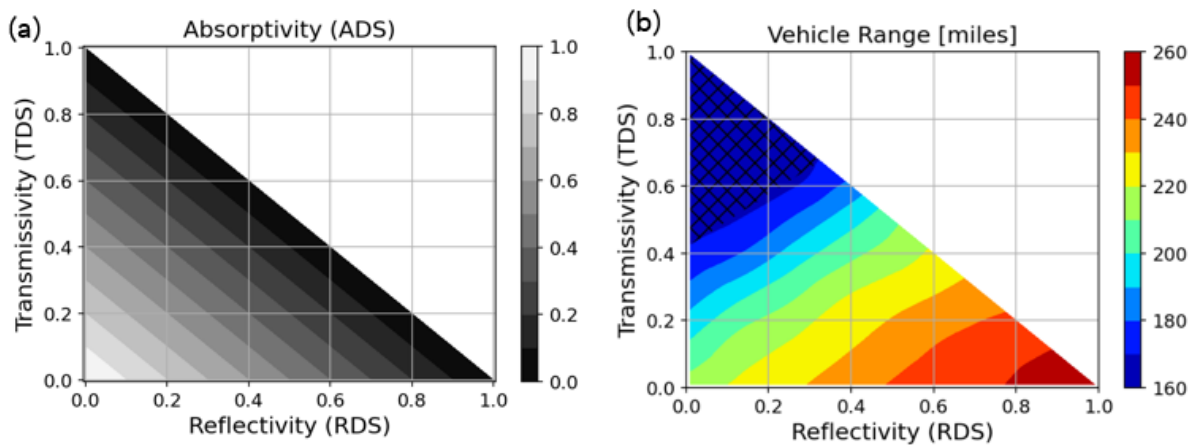 (a)
Absorptivity (ADS)
1.0
0.8
0.6
0.4
0.2
0.0
Transmissivity (TDS)
0.0 0.2 0.4 0.6 0.8 1.0
Reflectivity (RDS)
1.0
0.8
0.6
0.4
0.2
0.0
(b)
Vehicle Range [miles]
1.0
0.8
0.6
0.4
0.2
0.0
Transmissivity (TDS)
0.0 0.2 0.4 0.6 0.8 1.0
Reflectivity (RDS)
260
240
220
200
180
160